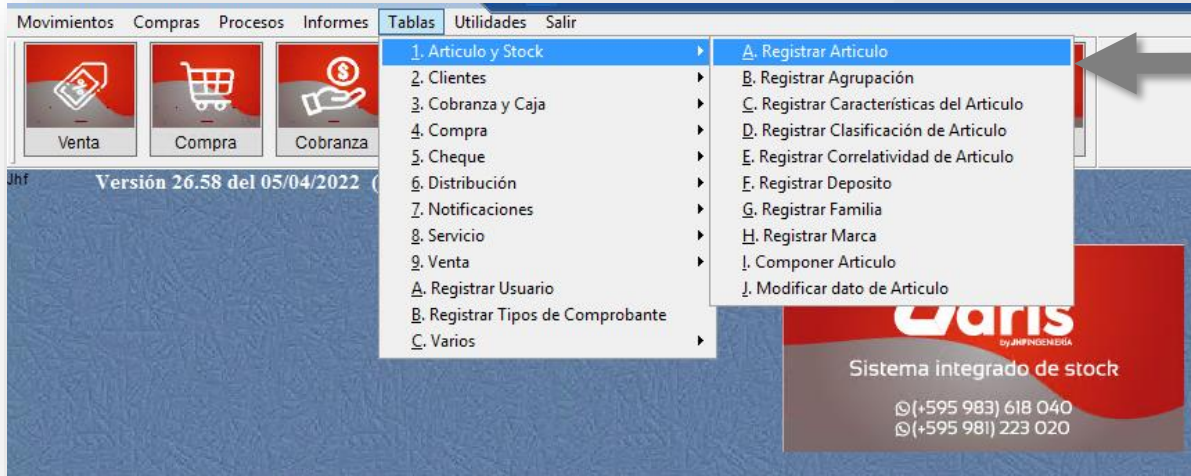 Movimientos Compras Procesos Informes Tablas Utilidades Salir
Venta
Compra
Cobranza
1. Articulo y Stock
2. Clientes
3. Cobranza y Caja
4. Compra
5. Cheque
6. Distribución
7. Notificaciones
8. Servicio
9. Venta
A. Registrar Usuario
B. Registrar Tipos de Comprobante
C. Varios
A. Registrar Articulo
B. Registrar Agrupación
C. Registrar Características del Articulo
D. Registrar Clasificación de Articulo
E. Registrar Correlatividad de Articulo
F. Registrar Deposito
G. Registrar Familia
H. Registrar Marca
I. Componer Articulo
J. Modificar dato de Articulo
Jhf
Versión 26.58 del 05/04/2022 (
by JHF INGENIERÍA
Sistema integrado de stock
(+595 983) 618 040
(+595 981) 223 020